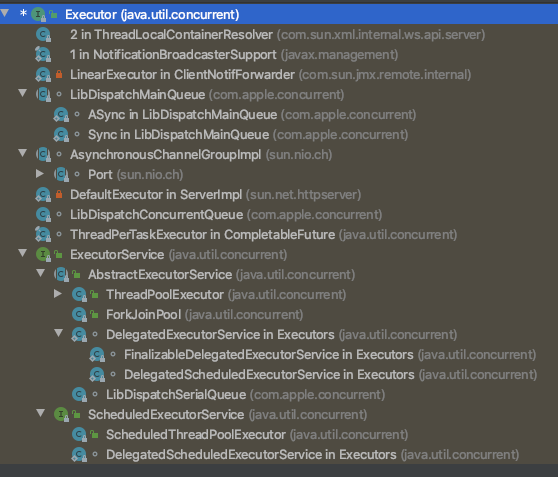 * Executor (java.util.concurrent)
2 in ThreadLocalContainerResolver (com.sun.xml.internal.ws.api.server)
1 in NotificationBroadcasterSupport (javax.management)
LinearExecutor in ClientNotifForwarder (com.sun.jmx.remote.internal)
LibDispatchMainQueue (com.apple.concurrent)
ASync in LibDispatchMainQueue (com.apple.concurrent)
Sync in LibDispatchMainQueue (com.apple.concurrent)
AsynchronousChannelGroupImpl (sun.nio.ch)
Port (sun.nio.ch)
DefaultExecutor in ServerImpl (sun.net.httpserver)
LibDispatchConcurrentQueue (com.apple.concurrent)
ThreadPerTaskExecutor in CompletableFuture (java.util.concurrent)
ExecutorService (java.util.concurrent)
AbstractExecutorService (java.util.concurrent)
ThreadPoolExecutor (java.util.concurrent)
ForkJoinPool (java.util.concurrent)
DelegatedExecutorService in Executors (java.util.concurrent)
FinalizableDelegatedExecutorService in Executors (java.util.concurrent)
DelegatedScheduledExecutorService in Executors (java.util.concurrent)
LibDispatchSerialQueue (com.apple.concurrent)
ScheduledExecutorService (java.util.concurrent)
ScheduledThreadPoolExecutor (java.util.concurrent)
DelegatedScheduledExecutorService in Executors (java.util.concurrent)